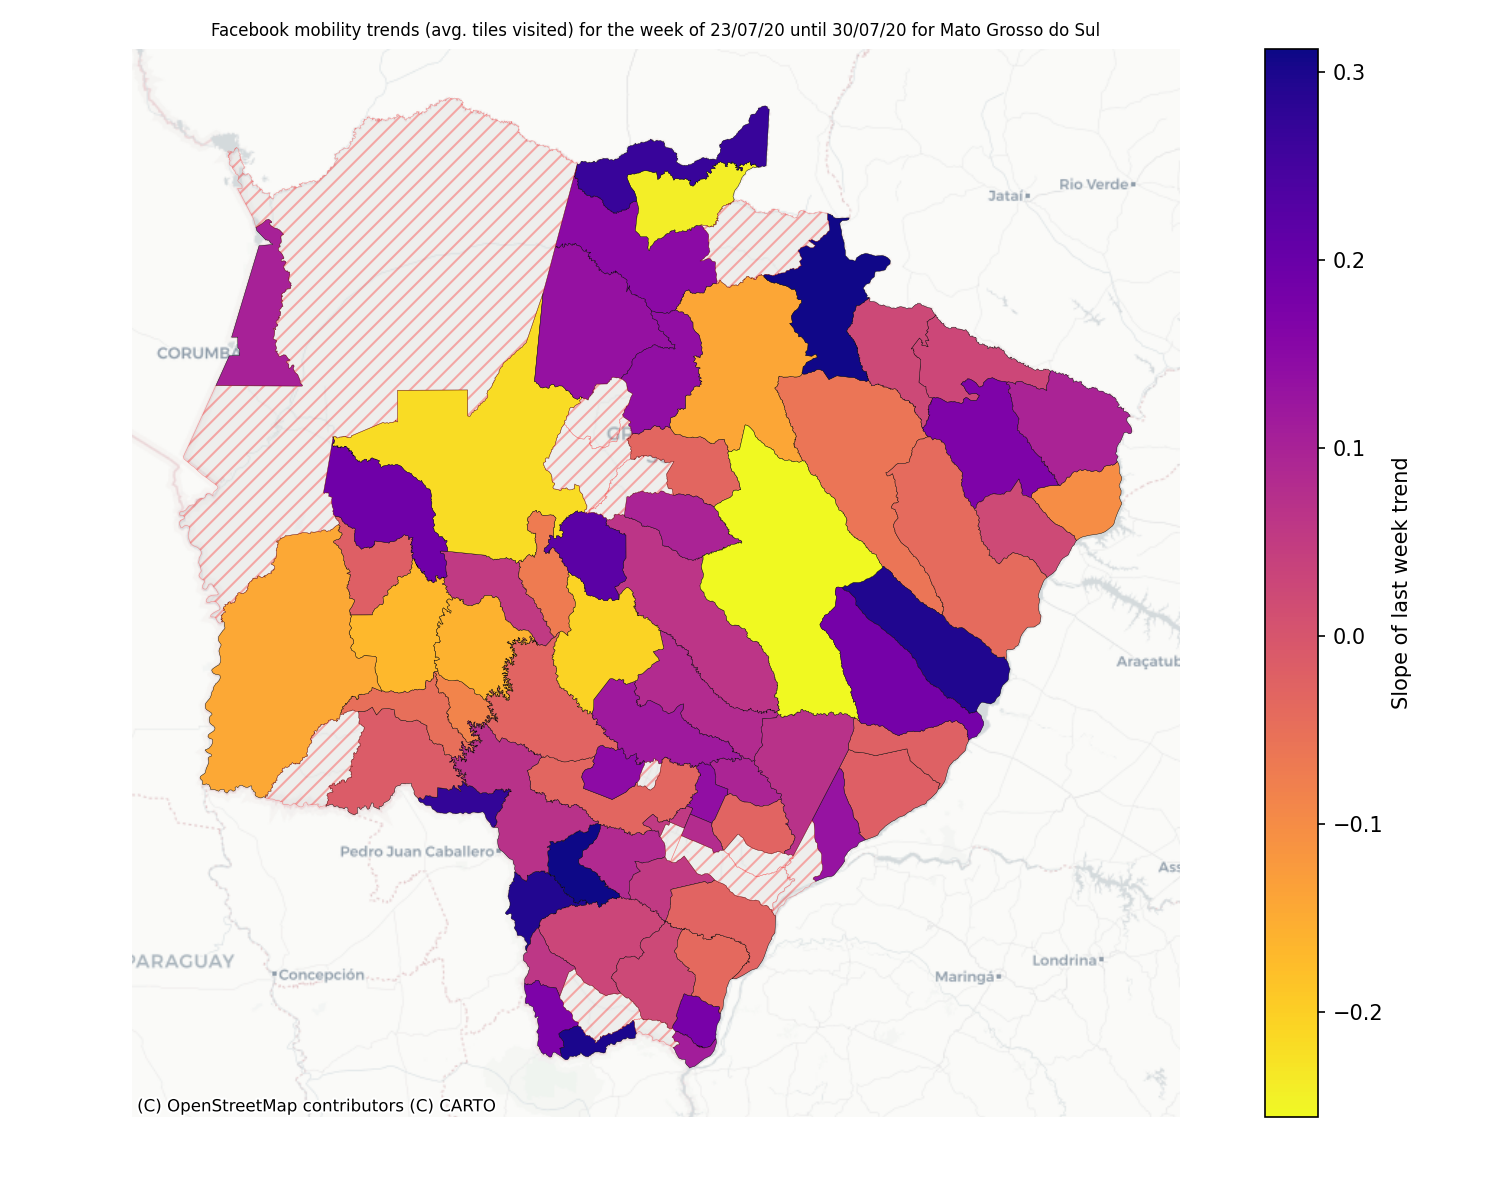 Facebook mobility trends (avg. tiles visited) for the week of 23/07/20 until 30/07/20 for Mato Grosso do Sul
Jataí
Rio Verde
CORUMBÁ
Araçatub
Pedro Juan Caballero
Ass
PARAGUAY
Concepción
Maringá
Londrina
(C) OpenStreetMap contributors (C) CARTO
0.3
0.2
0.1
0.0
−0.1
−0.2
Slope of last week trend